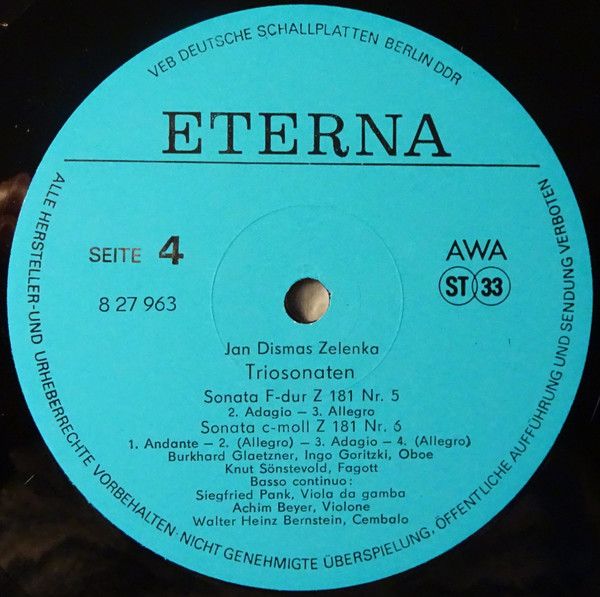 VEB DEUTSCHE SCHALLPLATTEN BERLIN DDR
ETERNA
SEITE 4
8 27 963
AWA
ST 33
Jan Dismas Zelenka
Triosonaten
Sonata F-dur Z 181 Nr. 5
2. Adagio – 3. Allegro
Sonata c-moll Z 181 Nr. 6
1. Andante – 2. (Allegro) – 3. Adagio – 4. (Allegro)
Burkhard Glaetzner, Ingo Goritzki, Oboe
Knut Sönstevold, Fagott
Basso continuo:
Siegfried Pank, Viola da gamba
Achim Beyer, Violone
Walter Heinz Bernstein, Cembalo
ALLE HERSTELLER-UND URHEBERRECHTE VORBEHALTEN · NICHT GENEHMIGTE ÜBERSPIELUNG, ÖFFENTLICHE AUFFÜHRUNG UND SENDUNG VERBOTEN